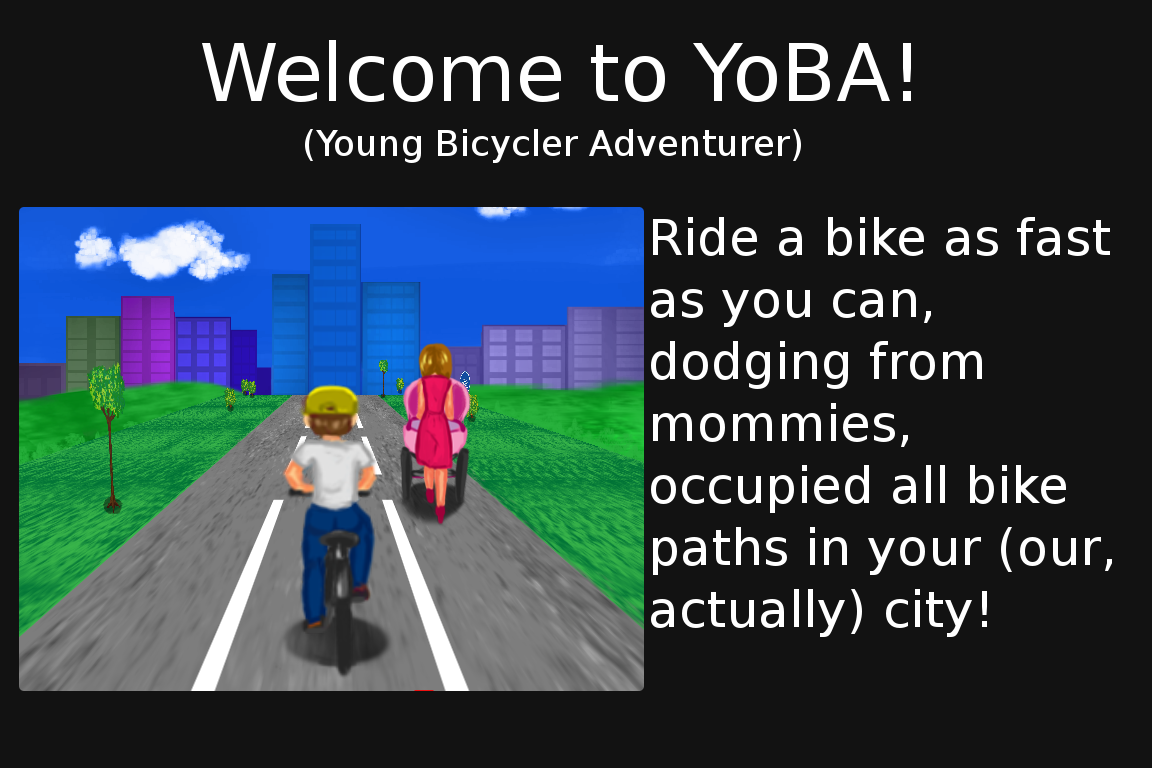 Welcome to YoBA!
(Young Bicycler Adventurer)
Ride a bike as fast
as you can,
dodging from
mommies,
occupied all bike
paths in your (our,
actually) city!